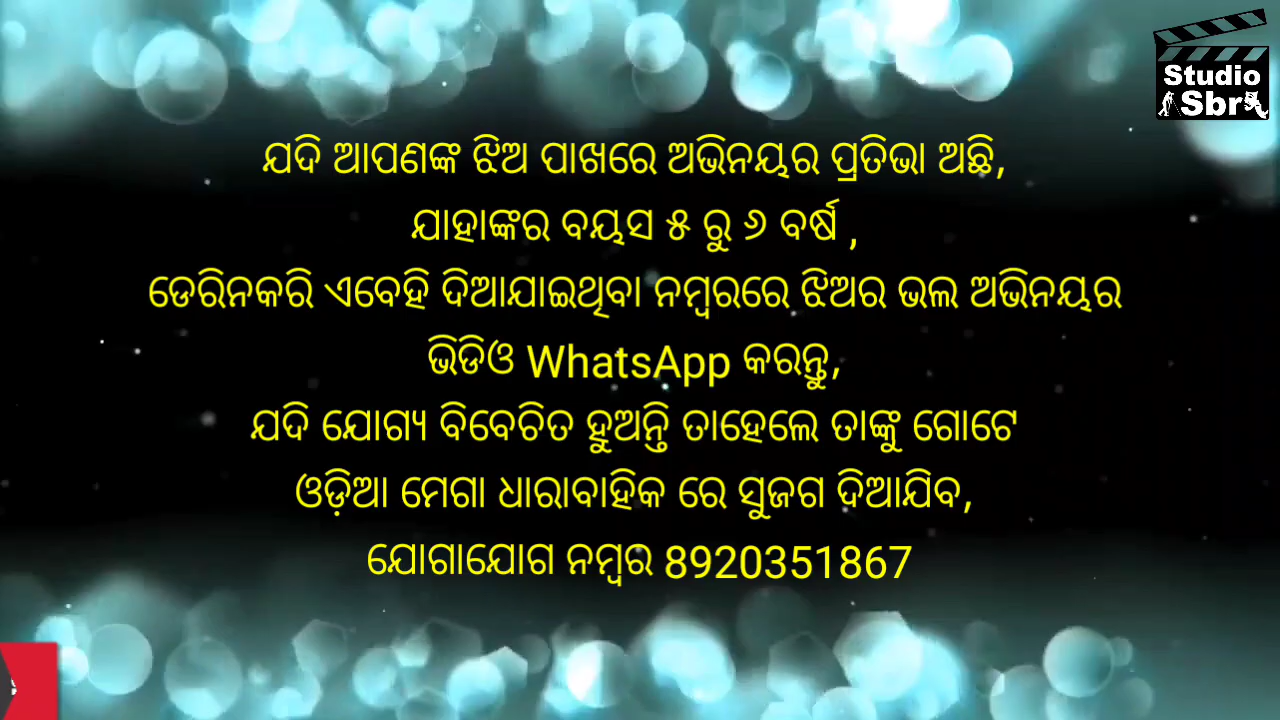 Studio
Sbr
ଯଦି ଆପଣଙ୍କ ଝିଅ ପାଖରେ ଅଭିନୟର ପ୍ରତିଭା ଅଛି,
ଯାହାଙ୍କର ବୟସ ୫ ରୁ ୬ ବର୍ଷ ,
ଡେରିନକରି ଏବେହି ଦିଆଯାଇଥିବା ନମ୍ବରରେ ଝିଅର ଭଲ ଅଭିନୟର
ଭିଡିଓ WhatsApp କରନ୍ତୁ,
ଯଦି ଯୋଗ୍ୟ ବିବେଚିତ ହୁଅନ୍ତି ତାହେଲେ ତାଙ୍କୁ ଗୋଟେ
ଓଡ଼ିଆ ମେଗା ଧାରାବାହିକ ରେ ସୁଜଗ ଦିଆଯିବ,
ଯୋଗାଯୋଗ ନମ୍ବର 8920351867